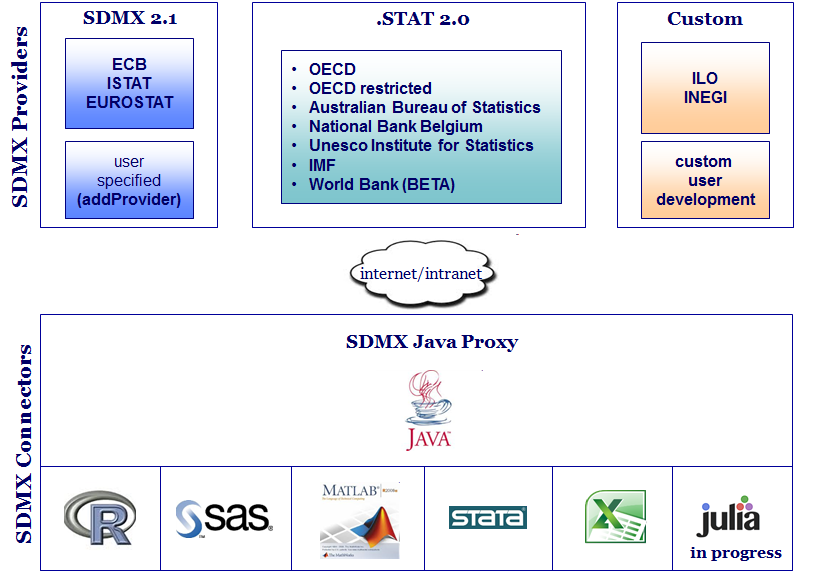 SDMX Providers
SDMX 2.1
ECB
ISTAT
EUROSTAT
user
specified
(addProvider)
.STAT 2.0
• OECD
• OECD restricted
• Australian Bureau of Statistics
• National Bank Belgium
• Unesco Institute for Statistics
• IMF
• World Bank (BETA)
Custom
ILO
INEGI
custom
user
development
internet/intranet
SDMX Connectors
SDMX Java Proxy
JAVA
R
sas
MATLAB
The MathWorks
STATA
X
julia
in progress